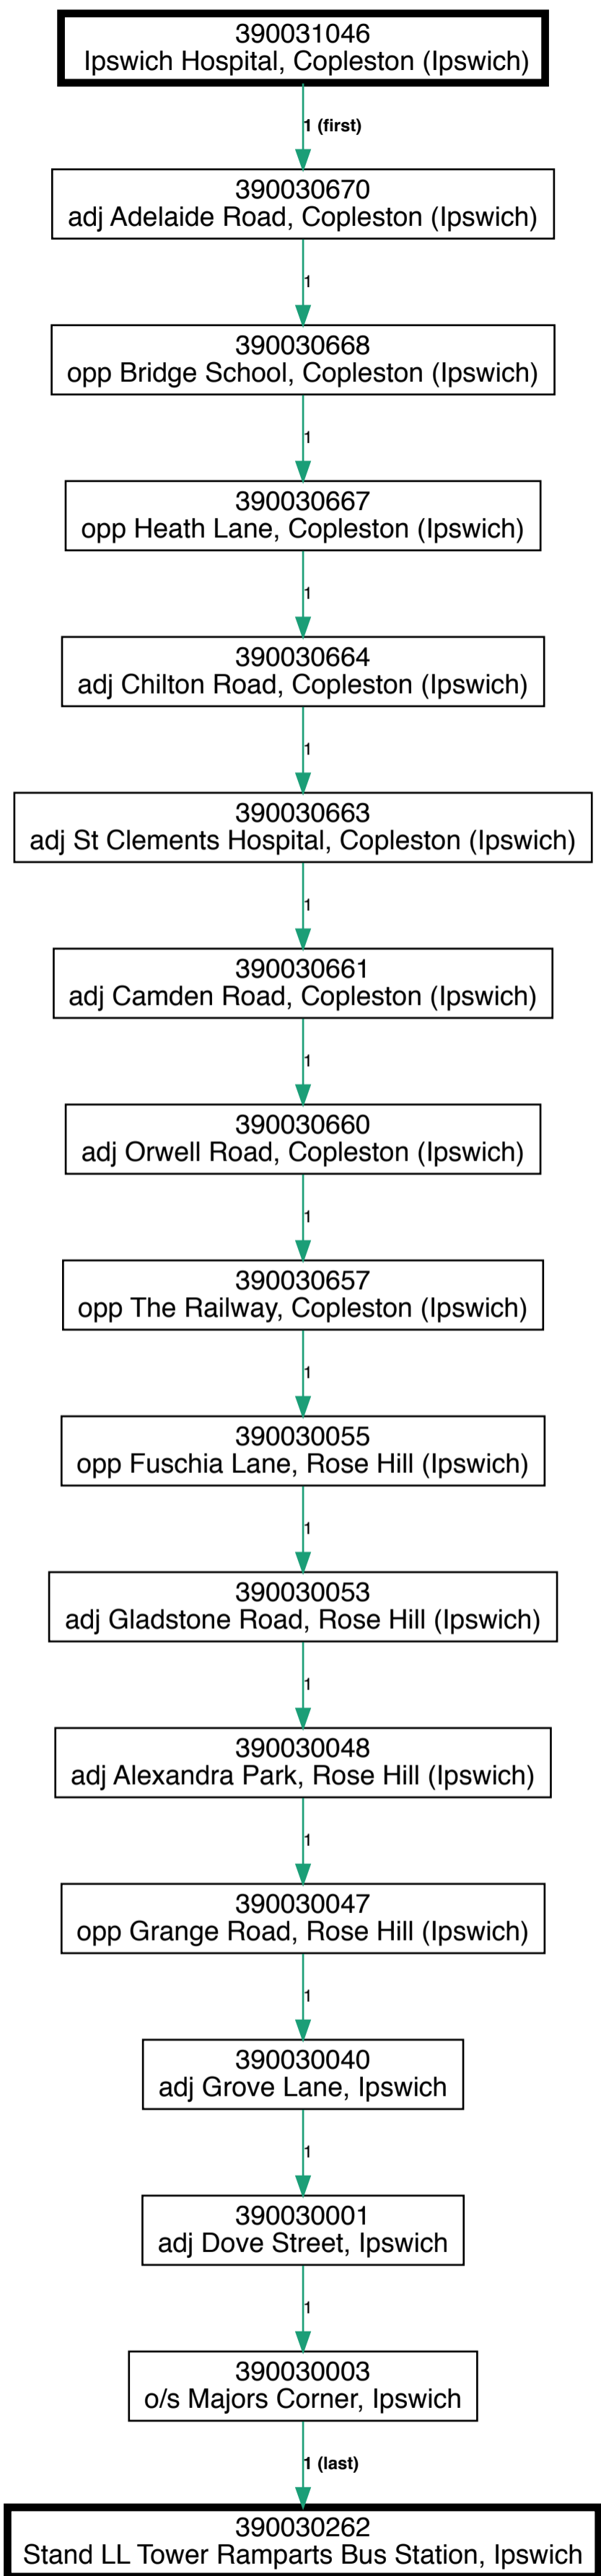 390031046
Ipswich Hospital, Copleston (Ipswich)
1 (first)
390030670
adj Adelaide Road, Copleston (Ipswich)
1
390030668
opp Bridge School, Copleston (Ipswich)
1
390030667
opp Heath Lane, Copleston (Ipswich)
1
390030664
adj Chilton Road, Copleston (Ipswich)
1
390030663
adj St Clements Hospital, Copleston (Ipswich)
1
390030661
adj Camden Road, Copleston (Ipswich)
1
390030660
adj Orwell Road, Copleston (Ipswich)
1
390030657
opp The Railway, Copleston (Ipswich)
1
390030055
opp Fuschia Lane, Rose Hill (Ipswich)
1
390030053
adj Gladstone Road, Rose Hill (Ipswich)
1
390030048
adj Alexandra Park, Rose Hill (Ipswich)
1
390030047
opp Grange Road, Rose Hill (Ipswich)
1
390030040
adj Grove Lane, Ipswich
1
390030001
adj Dove Street, Ipswich
1
390030003
o/s Majors Corner, Ipswich
1 (last)
390030262
Stand LL Tower Ramparts Bus Station, Ipswich